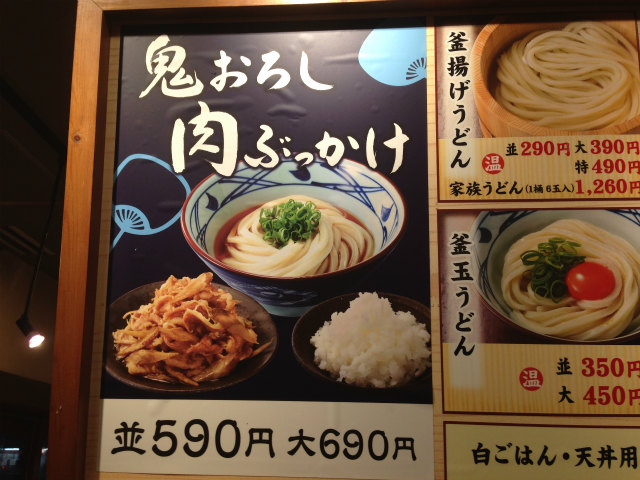 鬼おろし
肉ぶっかけ
並590円 大690円
釜揚げうどん
温
並290円 大390円
特490円
家族うどん(1桶6玉入)1,260円
釜玉うどん
温
並 350円
大 450円
白ごはん・天丼用